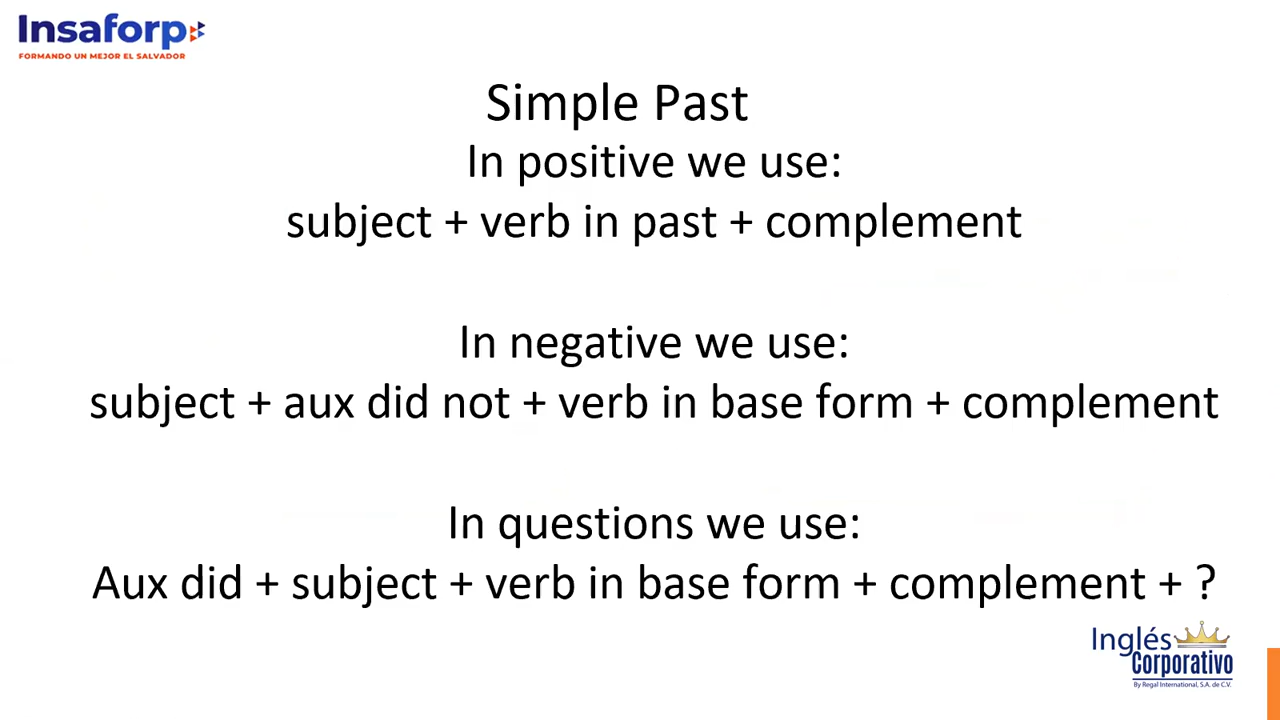 Insaforp
FORMANDO UN MEJOR EL SALVADOR
Simple Past
In positive we use:
subject + verb in past + complement
In negative we use:
subject + aux did not + verb in base form + complement
In questions we use:
Aux did + subject + verb in base form + complement + ?
Inglés
Corporativo
By Regal International, S.A. de C.V.